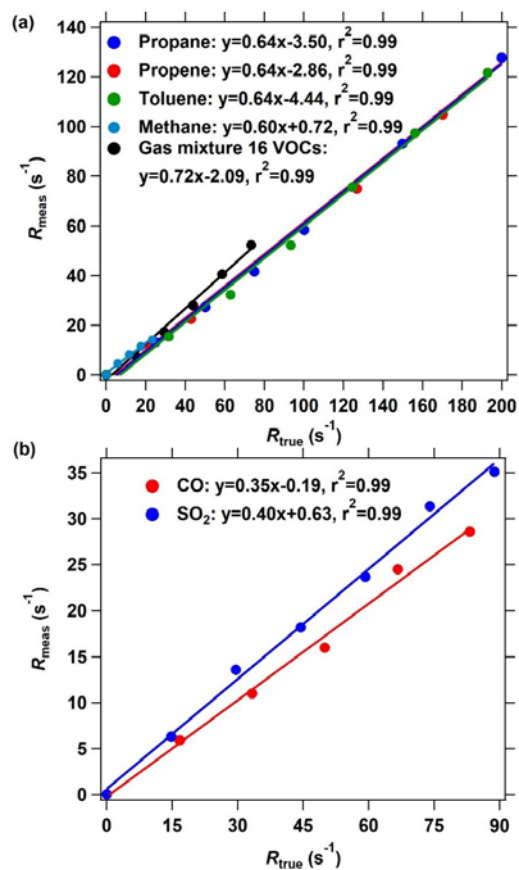 (a)
Propane: y=0.64x-3.50, r²=0.99
Propene: y=0.64x-2.86, r²=0.99
Toluene: y=0.64x-4.44, r²=0.99
Methane: y=0.60x+0.72, r²=0.99
Gas mixture 16 VOCs:
y=0.72x-2.09, r²=0.99
140
120
100
80
60
40
20
0
R_meas (s⁻¹)
0 20 40 60 80 100 120 140 160 180 200
R_true (s⁻¹)
(b)
CO: y=0.35x-0.19, r²=0.99
SO₂: y=0.40x+0.63, r²=0.99
35
30
25
20
15
10
5
0
R_meas (s⁻¹)
0 15 30 45 60 75 90
R_true (s⁻¹)